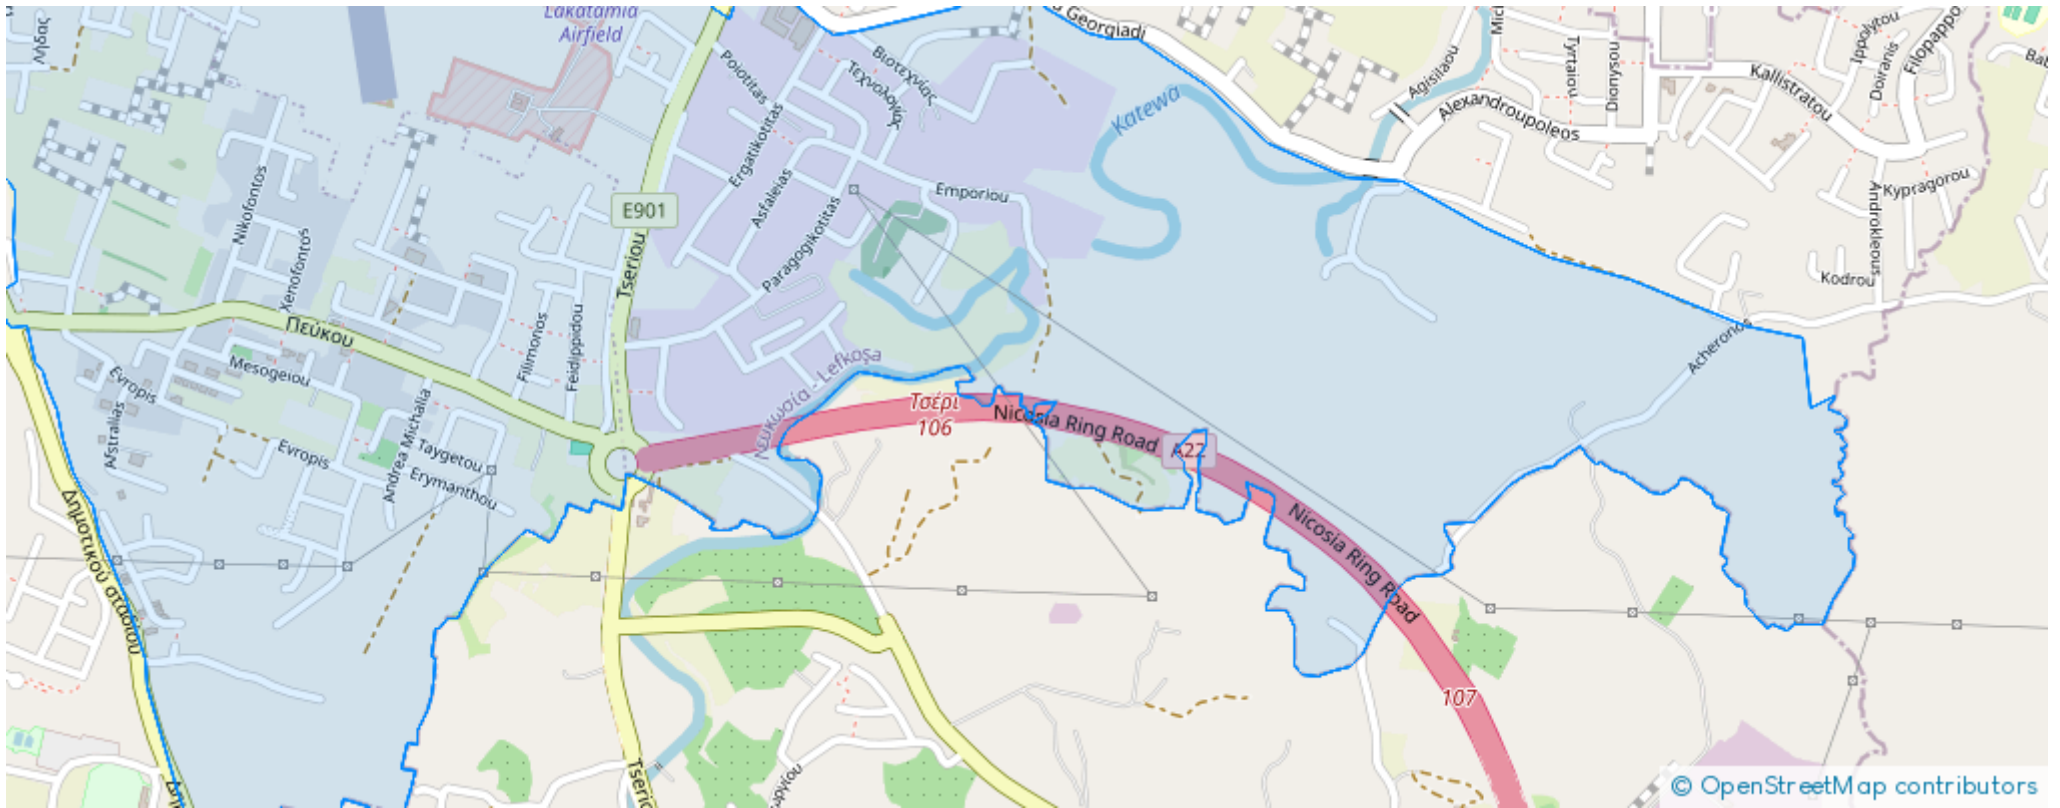 Lakatamia
Airfield
Georgiadi
Ληδας
Poiotitas
Βιοτεχνίας
Τεχνολογίας
Ergatikotitas
Asfaleias
Paragogikotitas
Emporiou
Katewa
Agisilaou
Alexandroupoleos
Tyrtaiou
Dionysou
Kallistratou
Ippolytou
Doiranis
Filopappo
Kypragorou
Androkleous
Kodrou
Acheronos
E901
Tseriou
Nikofontos
Xenofontos
Πεύκου
Filimonos
Feidippidou
Mesogeiou
Evropis
Afstralias
Andrea Michalia
Taygetou
Evropis
Erymanthou
Λευκωσία - Lefkoşa
Τσέρι
106
Nicosia Ring Road
A22
Nicosia Ring Road
107
Δημοτικού σταδίου
© OpenStreetMap contributors